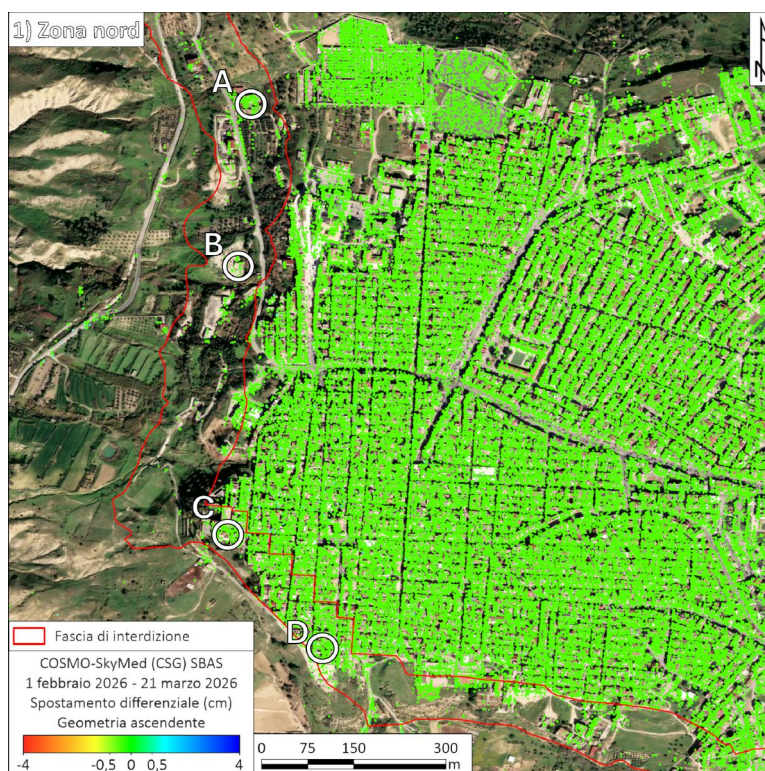 1) Zona nord
N
A
B
C
D
Fascia di interdizione
COSMO-SkyMed (CSG) SBAS
1 febbraio 2026 - 21 marzo 2026
Spostamento differenziale (cm)
Geometria ascendente
-4 -0,5 0 0,5 4
0 75 150 300
m